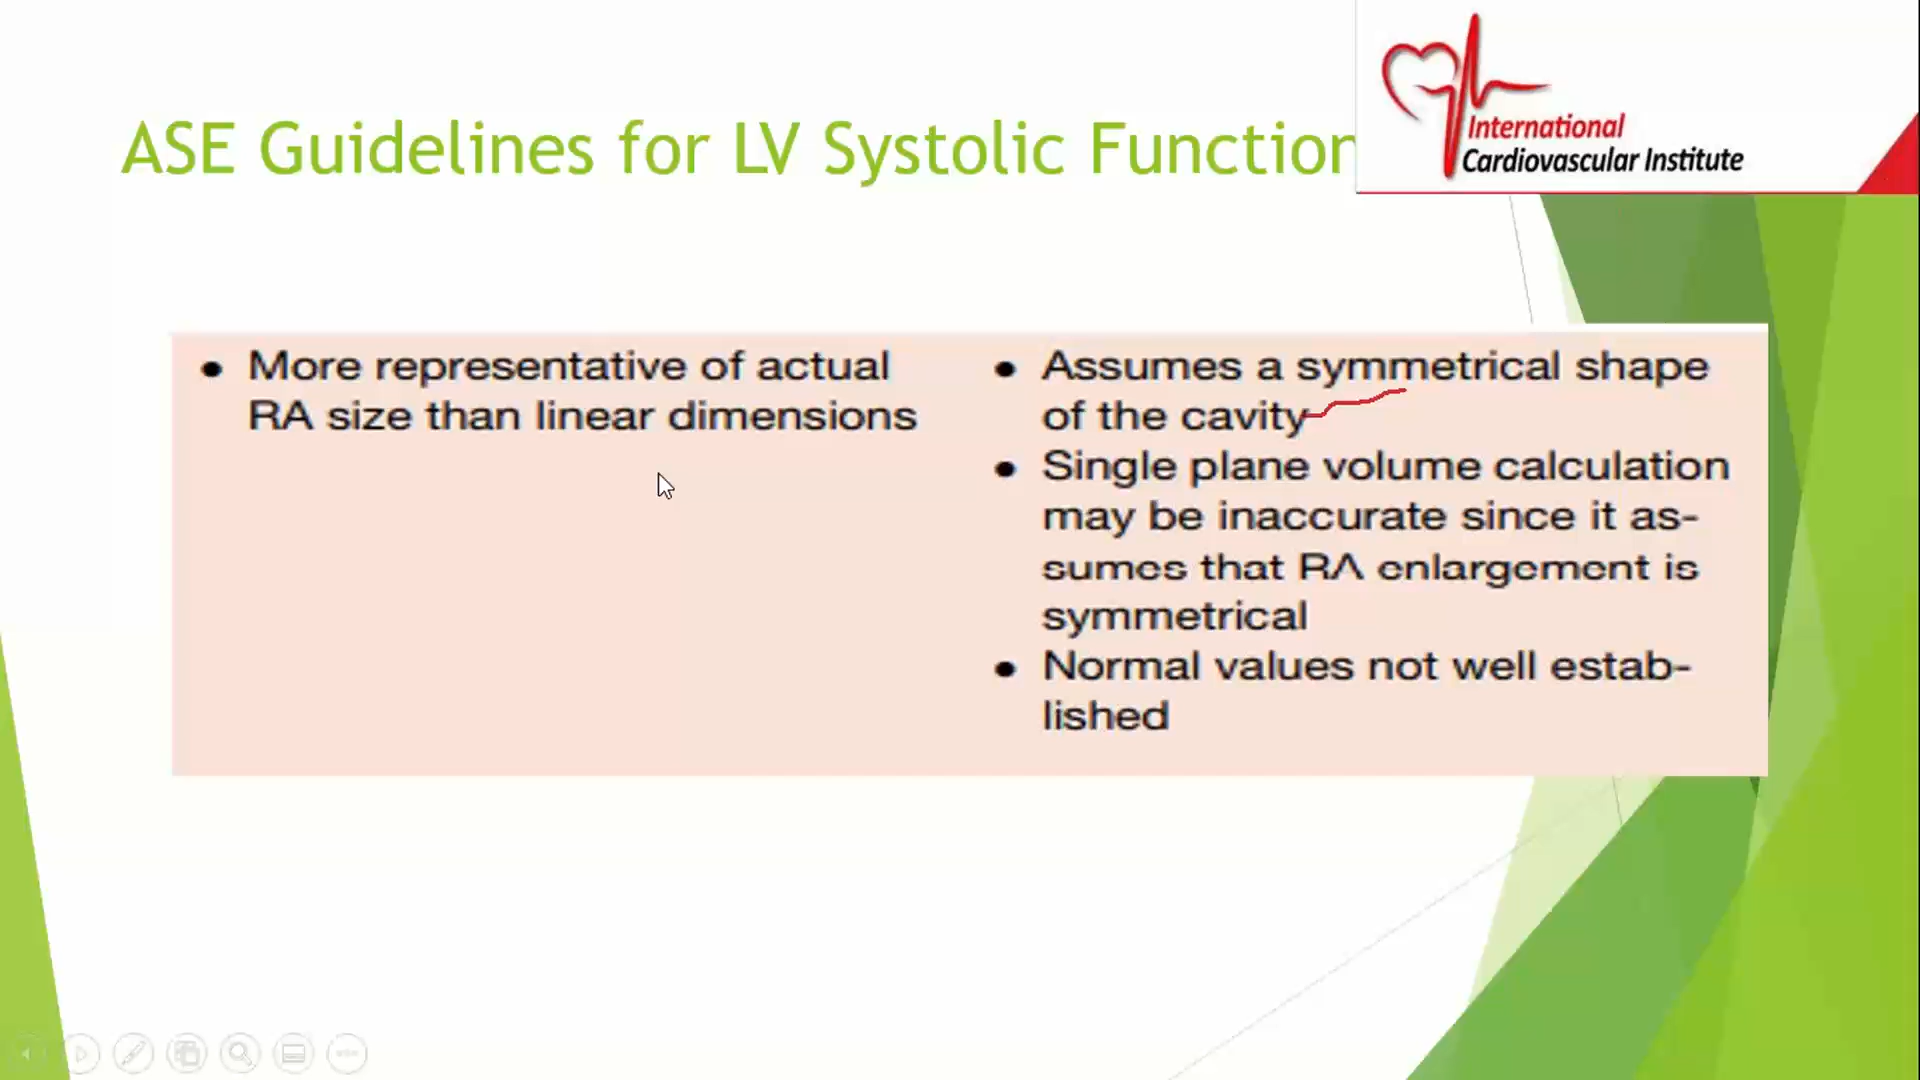 ASE Guidelines for LV Systolic Function
International
Cardiovascular Institute
• More representative of actual
RA size than linear dimensions
• Assumes a symmetrical shape
of the cavity
• Single plane volume calculation
may be inaccurate since it as-
sumes that RA enlargement is
symmetrical
• Normal values not well estab-
lished